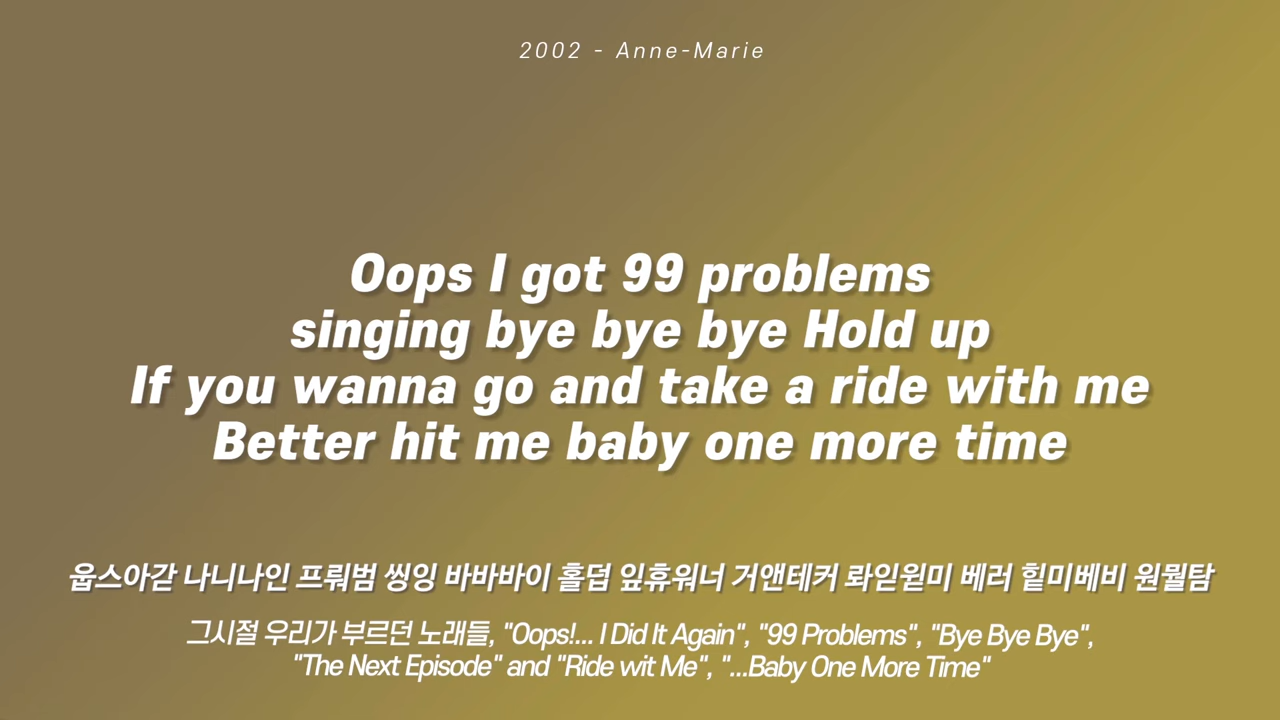 2002 - Anne-Marie
Oops I got 99 problems
singing bye bye bye Hold up
If you wanna go and take a ride with me
Better hit me baby one more time
웁스아갇 나니나인 프뤄범 씽잉 바바바이 홀덥 잎휴워너 거앤테커 롸읻윋미 베러 힡미베비 원뭘탐
그시절 우리가 부르던 노래들, "Oops!... I Did It Again", "99 Problems", "Bye Bye Bye",
"The Next Episode" and "Ride wit Me", "...Baby One More Time"